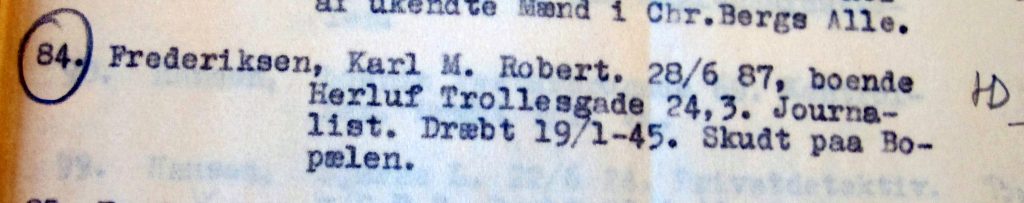 af ukendte Mænd i Chr.Bergs Alle.
84. Frederiksen, Karl M. Robert. 28/6 87, boende
Herluf Trollesgade 24,3. Journa-
list. Dræbt 19/1-45. Skudt paa Bo-
pælen.
HD